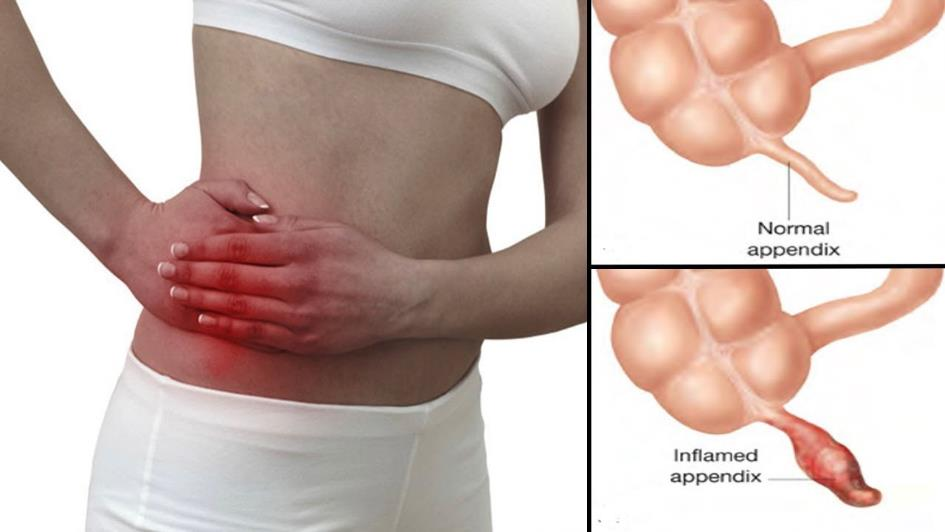 Normal
appendix
Inflamed
appendix